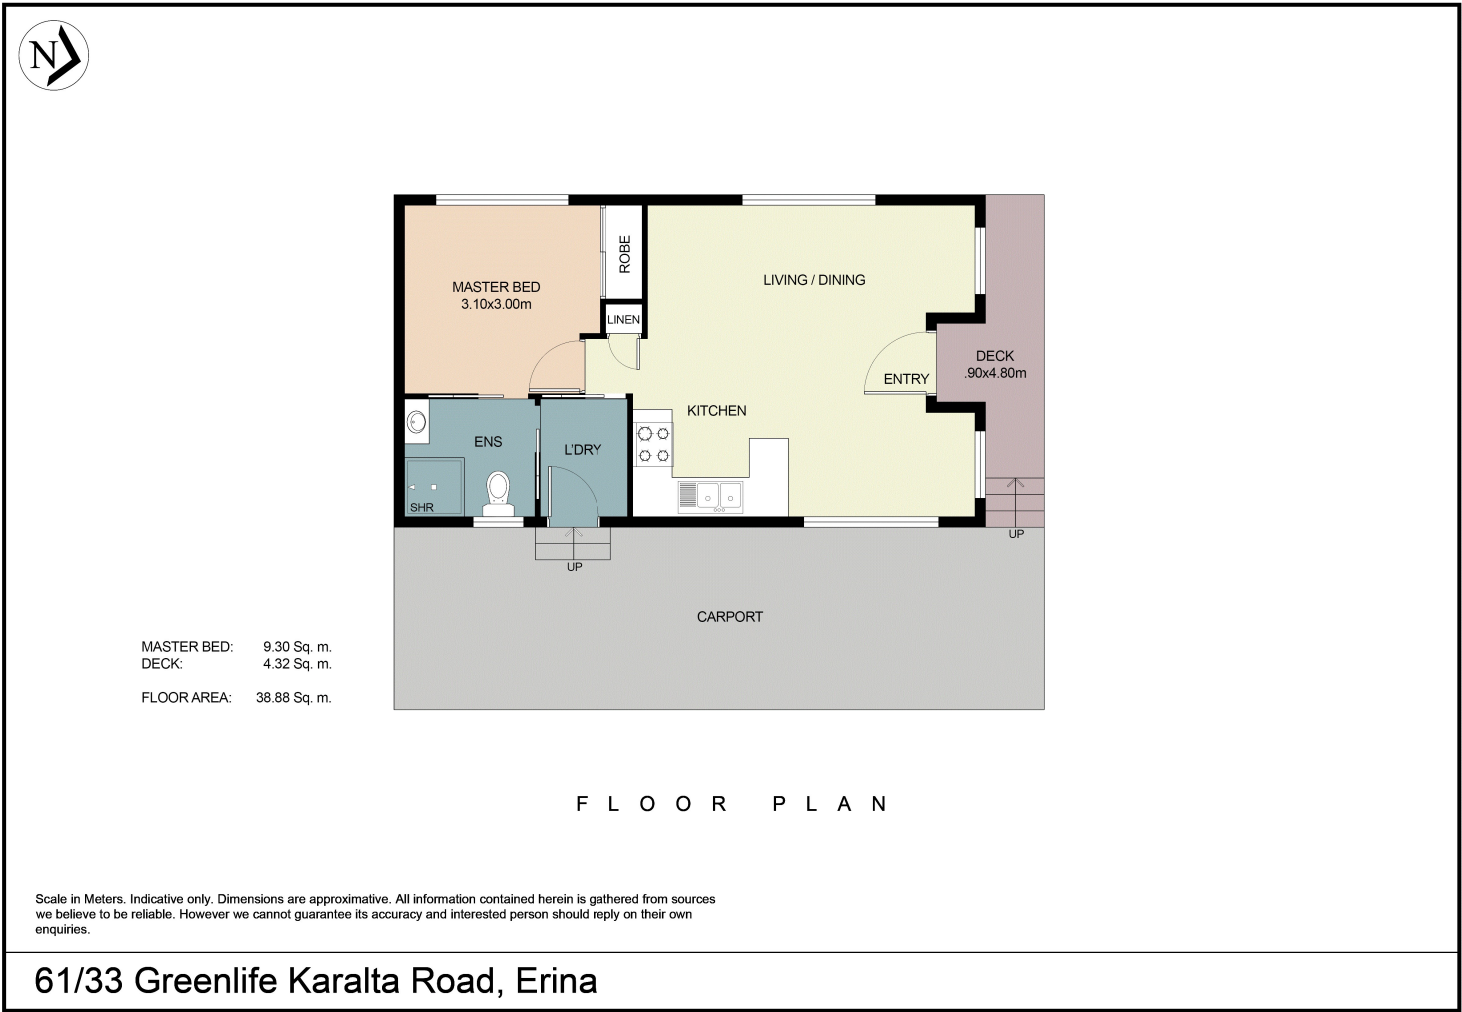 N
ROBE
LIVING / DINING
MASTER BED
3.10x3.00m
LINEN
DECK
.90x4.80m
ENTRY
KITCHEN
ENS
L'DRY
SHR
UP
UP
CARPORT
MASTER BED: 9.30 Sq. m.
DECK: 4.32 Sq. m.
FLOOR AREA: 38.88 Sq. m.
FLOOR PLAN
Scale in Meters. Indicative only. Dimensions are approximative. All information contained herein is gathered from sources
we believe to be reliable. However we cannot guarantee its accuracy and interested person should reply on their own
enquiries.
61/33 Greenlife Karalta Road, Erina